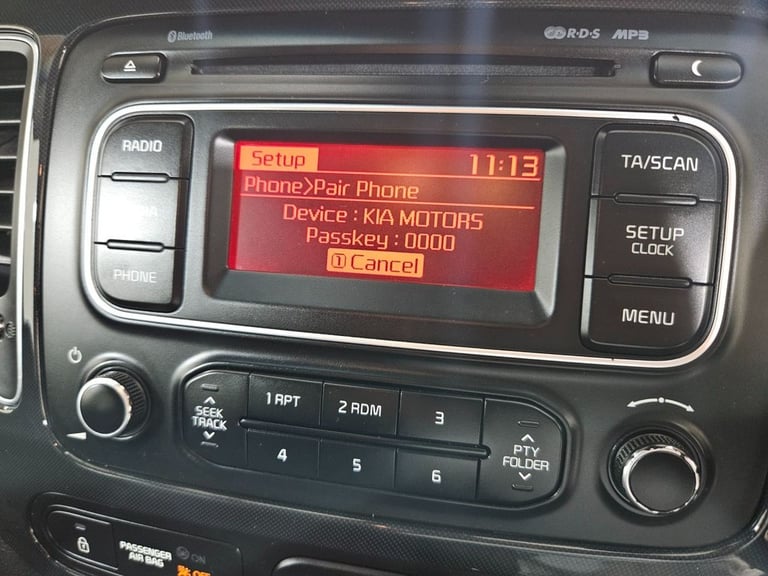 Bluetooth
R·D·S MP3
RADIO
MEDIA
PHONE
Setup 11:13
Phone>Pair Phone
Device : KIA MOTORS
Passkey : 0000
① Cancel
TA/SCAN
SETUP
CLOCK
MENU
SEEK
TRACK
1 RPT
2 RDM
3
4
5
6
PTY
FOLDER
PASSENGER
AIR BAG
ON
OFF